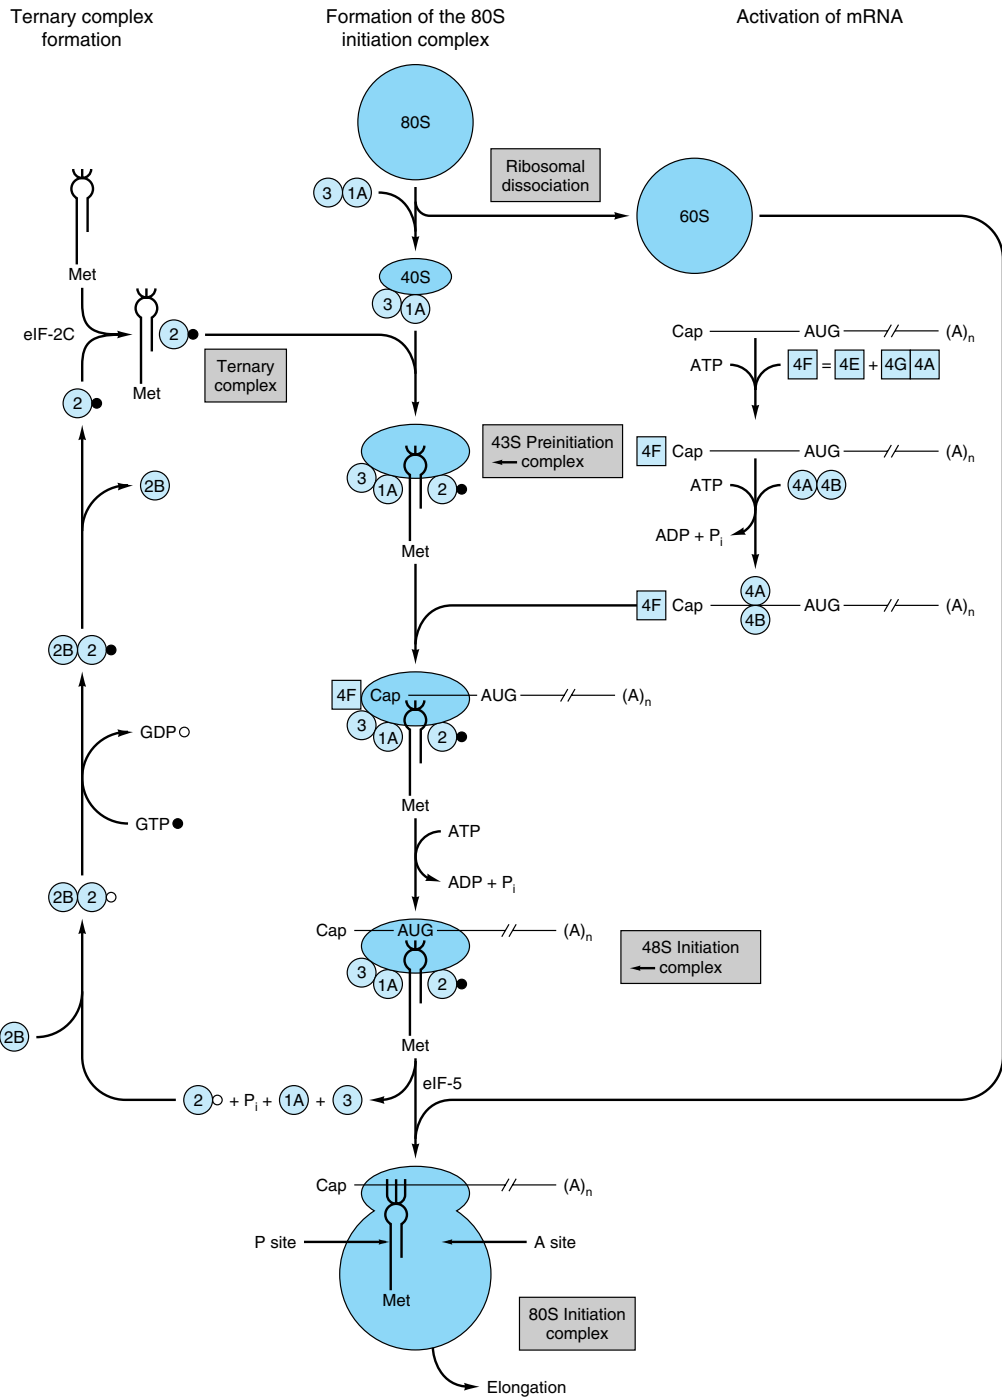 Ternary complex
formation
Formation of the 80S
initiation complex
Activation of mRNA
80S
Ribosomal
dissociation
3 1A
60S
40S
3 1A
Met
eIF-2C
2
Met
Ternary
complex
2
Cap AUG (A)n
ATP 4F = 4E + 4G 4A
43S Preinitiation
complex
4F Cap AUG (A)n
3 1A 2
2B
ATP 4A 4B
ADP + Pi
Met
4A
4F Cap AUG (A)n
4B
2B 2
4F Cap AUG (A)n
3 1A 2
GDP
Met
GTP
ATP
ADP + Pi
2B 2
Cap AUG (A)n
48S Initiation
complex
3 1A 2
2B
Met
eIF-5
2 + Pi + 1A + 3
Cap (A)n
P site
A site
Met
80S Initiation
complex
Elongation